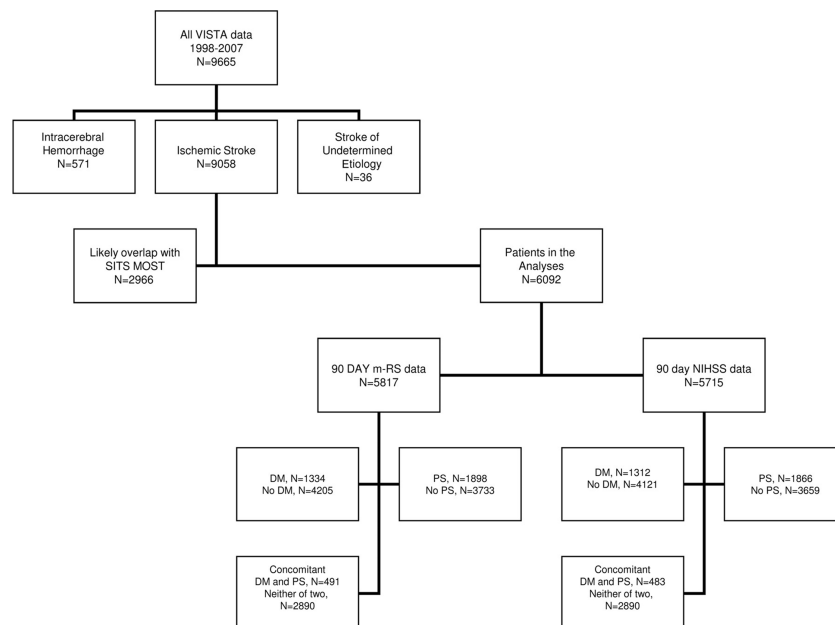 All VISTA data
1998-2007
N=9665
Intracerebral
Hemorrhage
N=571
Ischemic Stroke
N=9058
Stroke of
Undetermined
Etiology
N=36
Likely overlap with
SITS MOST
N=2966
Patients in the
Analyses
N=6092
90 DAY m-RS data
N=5817
90 day NIHSS data
N=5715
DM, N=1334
No DM, N=4205
PS, N=1898
No PS, N=3733
DM, N=1312
No DM, N=4121
PS, N=1866
No PS, N=3659
Concomitant
DM and PS, N=491
Neither of two,
N=2890
Concomitant
DM and PS, N=483
Neither of two,
N=2890